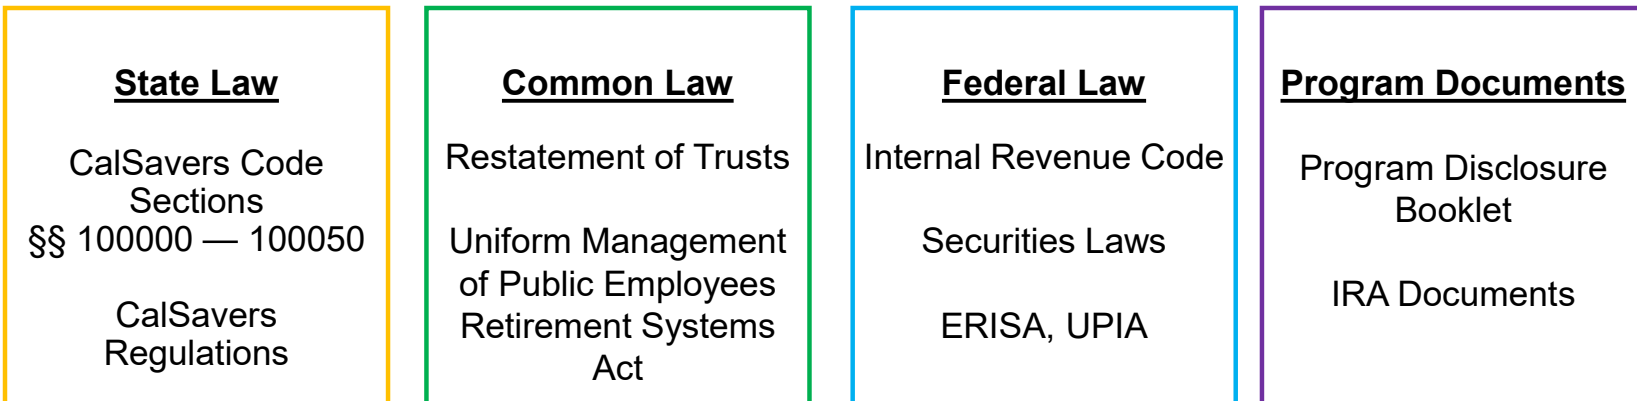 State Law
CalSavers Code
Sections
§§ 100000 — 100050
CalSavers
Regulations
Common Law
Restatement of Trusts
Uniform Management
of Public Employees
Retirement Systems
Act
Federal Law
Internal Revenue Code
Securities Laws
ERISA, UPIA
Program Documents
Program Disclosure
Booklet
IRA Documents